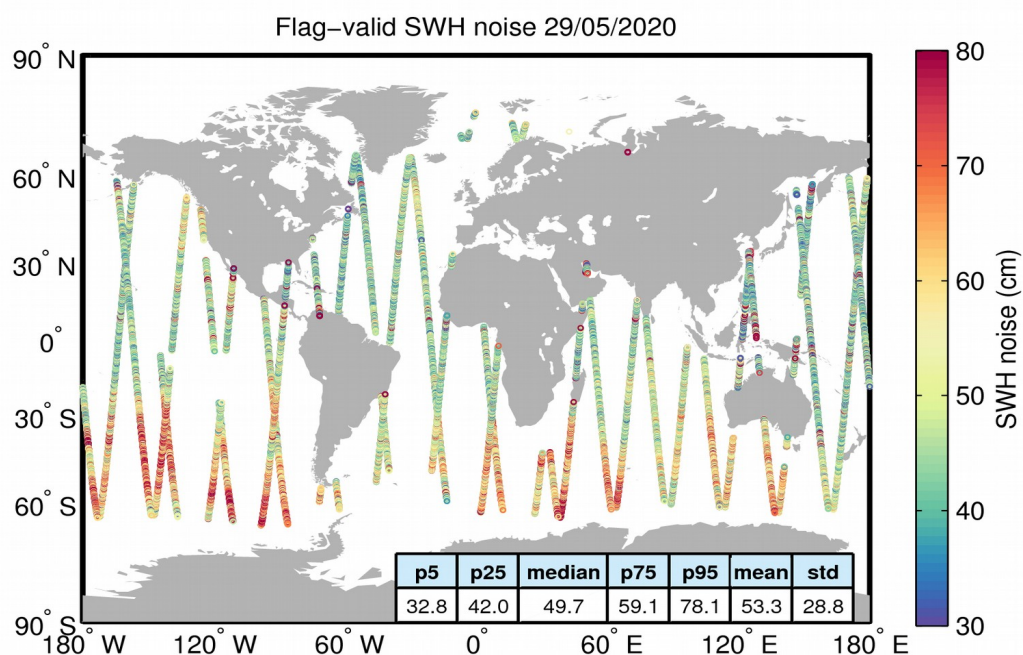 Flag−valid SWH noise 29/05/2020
90° N
60° N
30° N
0°
30° S
60° S
90° S
180° W
120° W
60° W
0°
60° E
120° E
180° E
80
70
60
50
40
30
SWH noise (cm)
p5 p25 median p75 p95 mean std
32.8 42.0 49.7 59.1 78.1 53.3 28.8